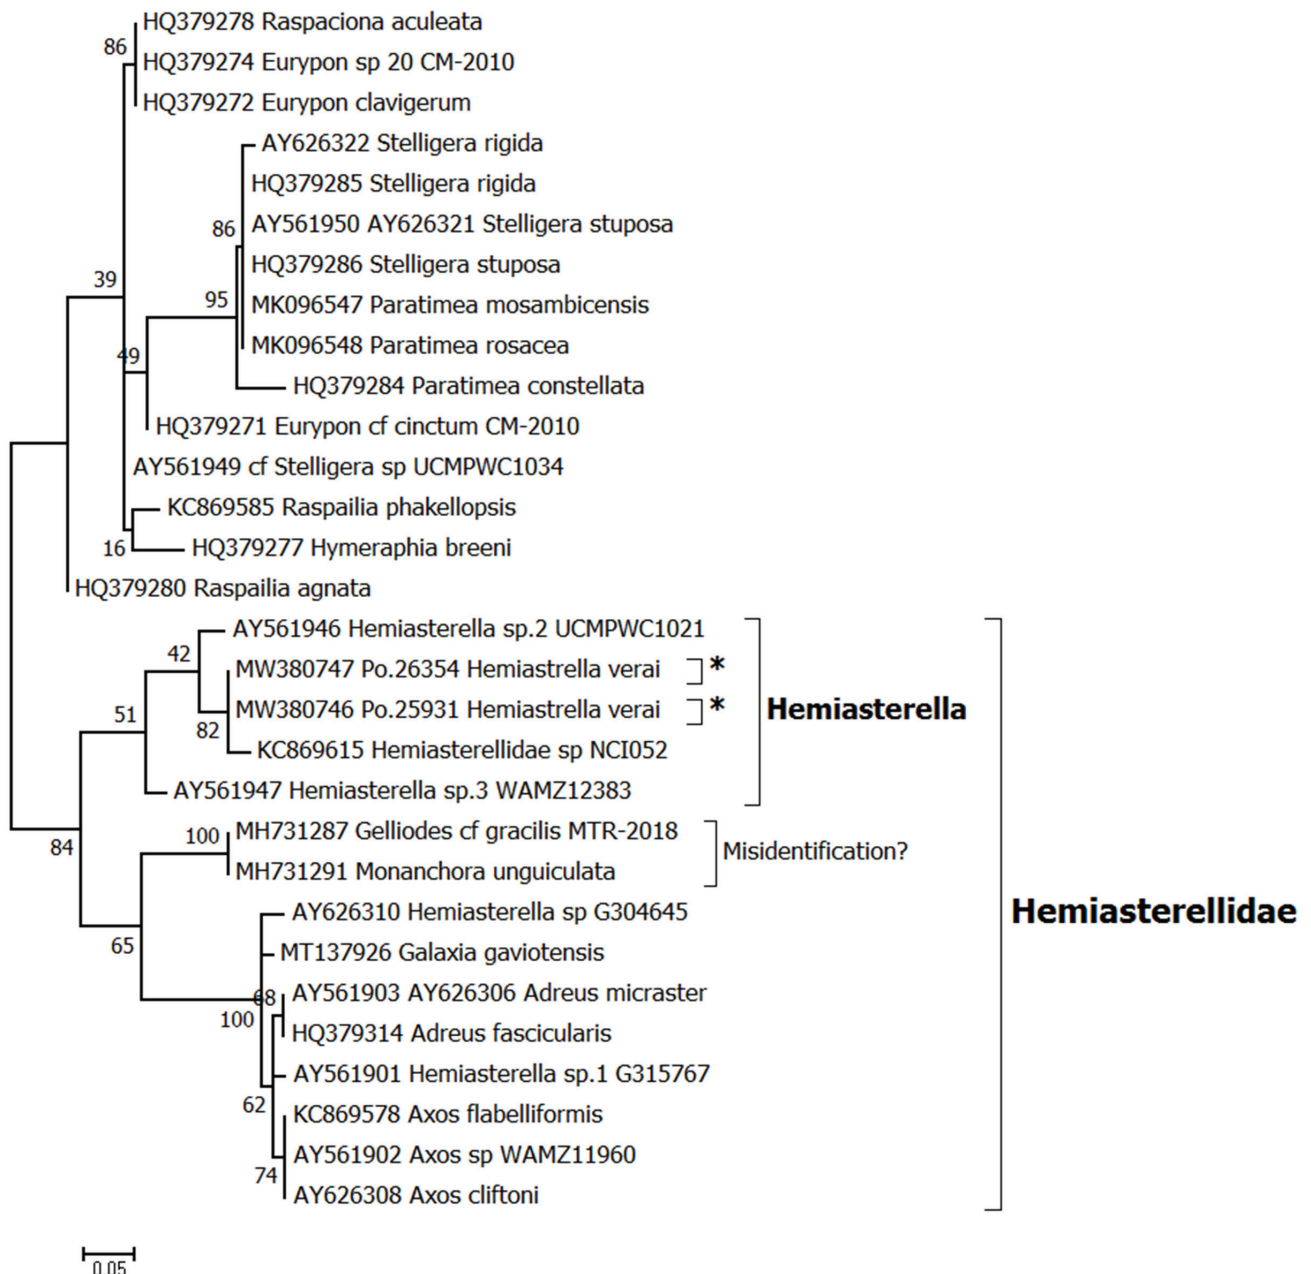 HQ379278 Raspaciona aculeata
86
HQ379274 Eurypon sp 20 CM-2010
HQ379272 Eurypon clavigerum
AY626322 Stelligera rigida
HQ379285 Stelligera rigida
86
AY561950 AY626321 Stelligera stuposa
HQ379286 Stelligera stuposa
39
95
MK096547 Paratimea mosambicensis
MK096548 Paratimea rosacea
49
HQ379284 Paratimea constellata
HQ379271 Eurypon cf cinctum CM-2010
AY561949 cf Stelligera sp UCMPWC1034
KC869585 Raspailia phakellopsis
16
HQ379277 Hymeraphia breeni
HQ379280 Raspailia agnata
AY561946 Hemiasterella sp.2 UCMPWC1021
42
MW380747 Po.26354 Hemiastrella verai
*
51
MW380746 Po.25931 Hemiastrella verai
*
Hemiasterella
82
KC869615 Hemiasterellidae sp NCI052
AY561947 Hemiasterella sp.3 WAMZ12383
84
100
MH731287 Gelliodes cf gracilis MTR-2018
Misidentification?
MH731291 Monanchora unguiculata
AY626310 Hemiasterella sp G304645
Hemiasterellidae
65
MT137926 Galaxia gaviotensis
68
AY561903 AY626306 Adreus micraster
100
HQ379314 Adreus fascicularis
AY561901 Hemiasterella sp.1 G315767
62
KC869578 Axos flabelliformis
AY561902 Axos sp WAMZ11960
74
AY626308 Axos cliftoni
0.05